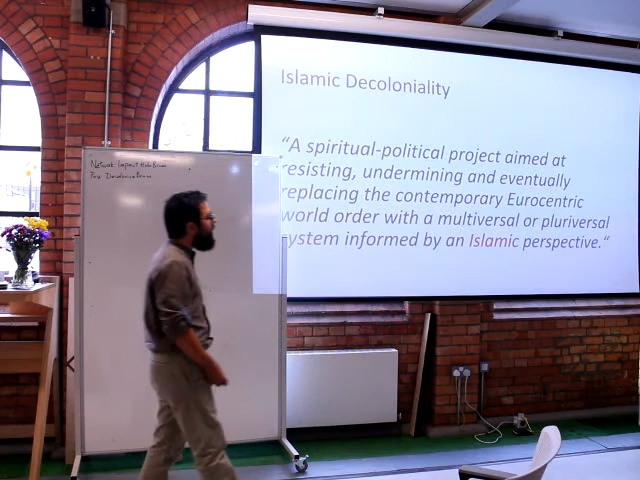 Islamic Decoloniality
“A spiritual-political project aimed at
resisting, undermining and eventually
replacing the contemporary Eurocentric
world order with a multiversal or pluriversal
system informed by an Islamic perspective.“